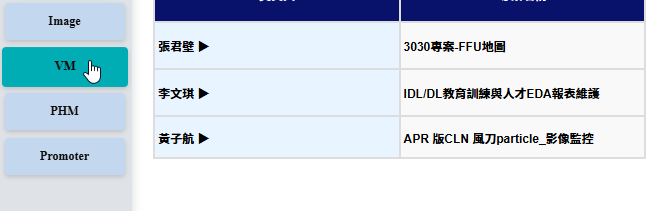 Image
VM
PHM
Promoter
張君璧 ▶
3030專案-FFU地圖
李文琪 ▶
IDL/DL教育訓練與人才EDA報表維護
黃子航 ▶
APR 版CLN 風刀particle_影像監控